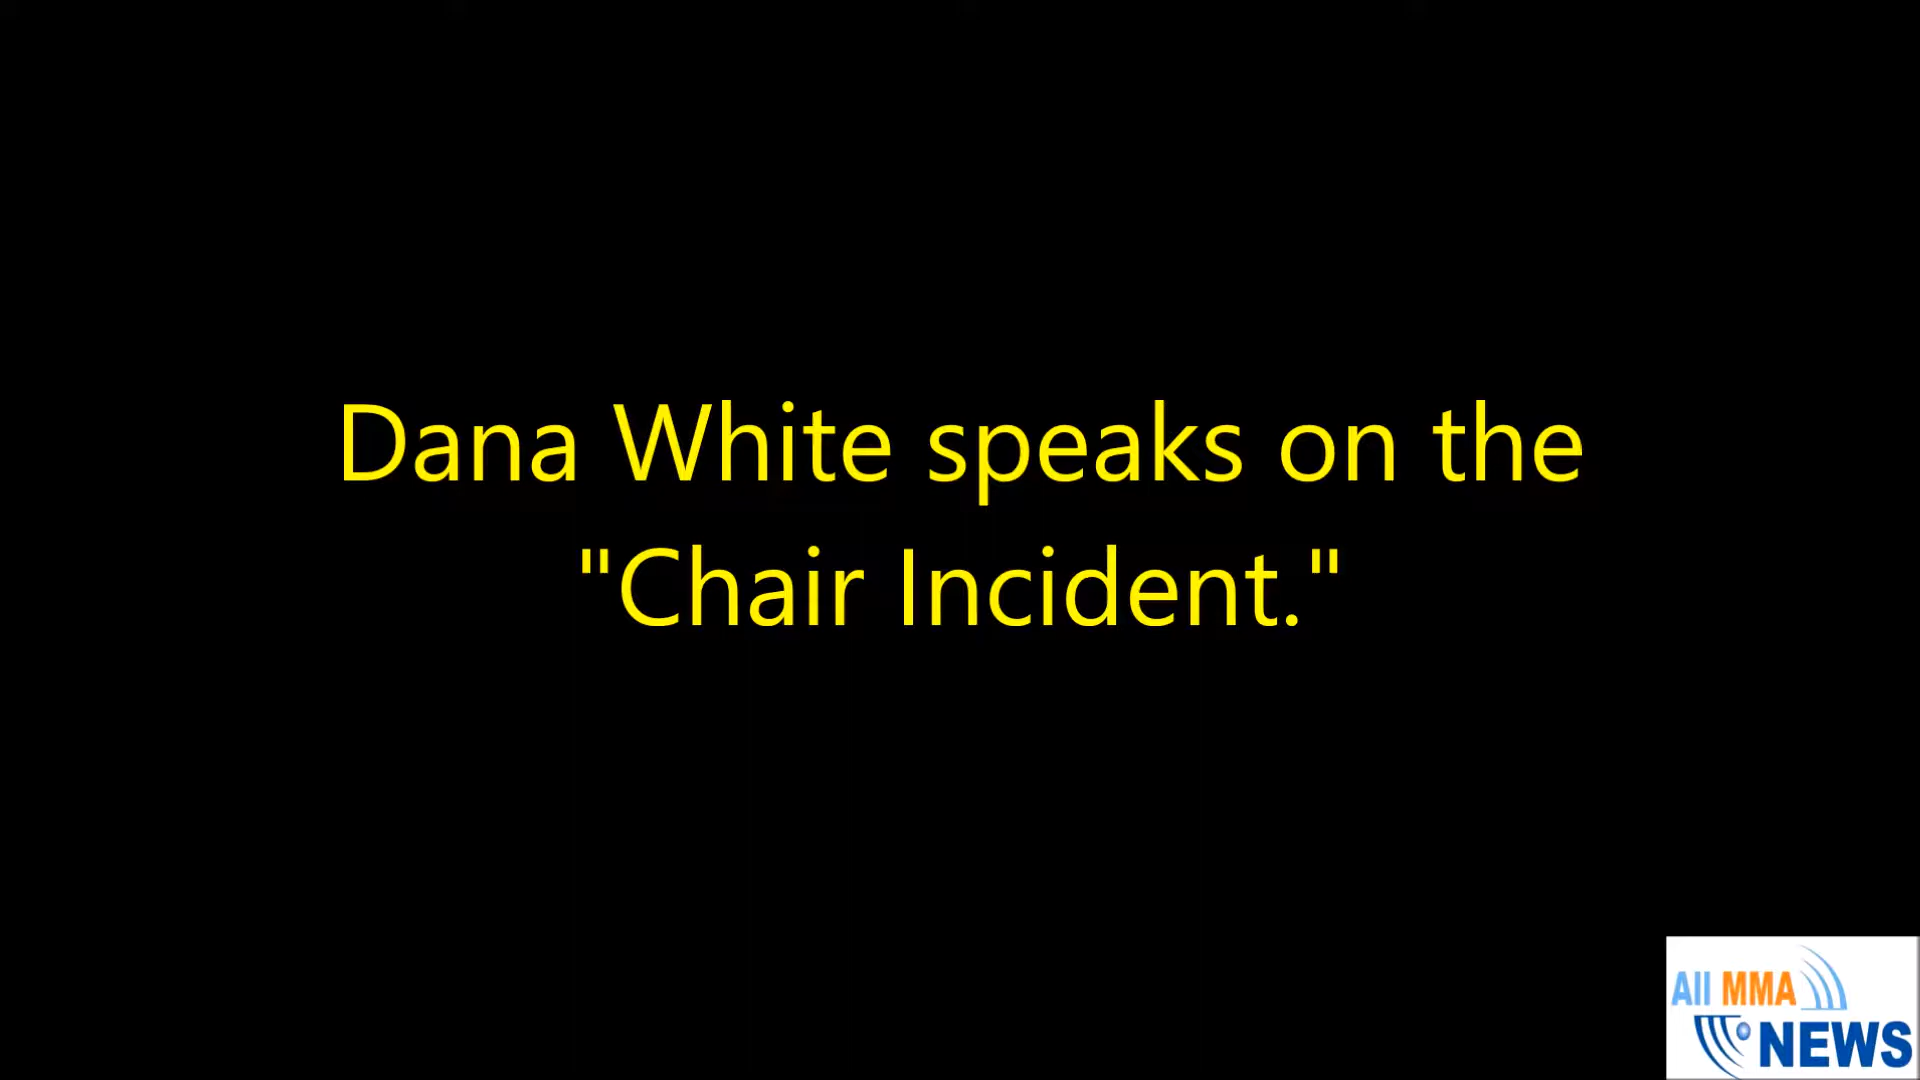 Dana White speaks on the
"Chair Incident."
All MMA
NEWS